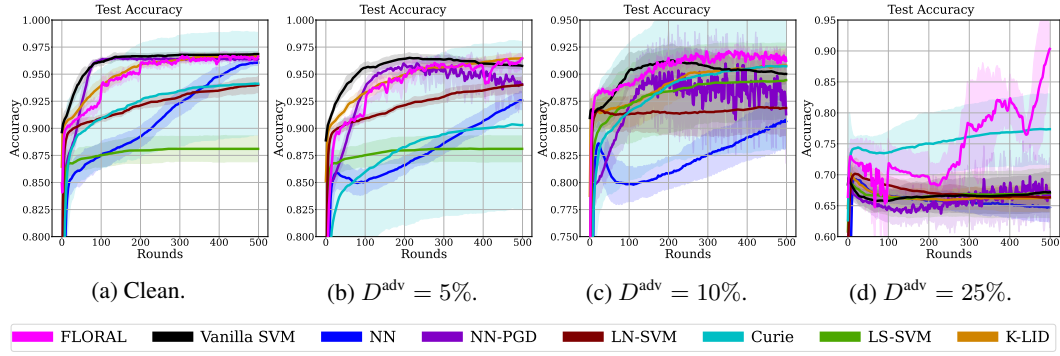 Test Accuracy
Accuracy
1.000
0.975
0.950
0.925
0.900
0.875
0.850
0.825
0.800
0 100 200 300 400 500
Rounds
(a) Clean.
Test Accuracy
Accuracy
1.000
0.975
0.950
0.925
0.900
0.875
0.850
0.825
0.800
0 100 200 300 400 500
Rounds
(b) D^adv = 5%.
Test Accuracy
Accuracy
0.950
0.925
0.900
0.875
0.850
0.825
0.800
0.775
0.750
0 100 200 300 400 500
Rounds
(c) D^adv = 10%.
Test Accuracy
Accuracy
0.95
0.90
0.85
0.80
0.75
0.70
0.65
0.60
0 100 200 300 400 500
Rounds
(d) D^adv = 25%.
FLORAL Vanilla SVM NN NN-PGD LN-SVM Curie LS-SVM K-LID